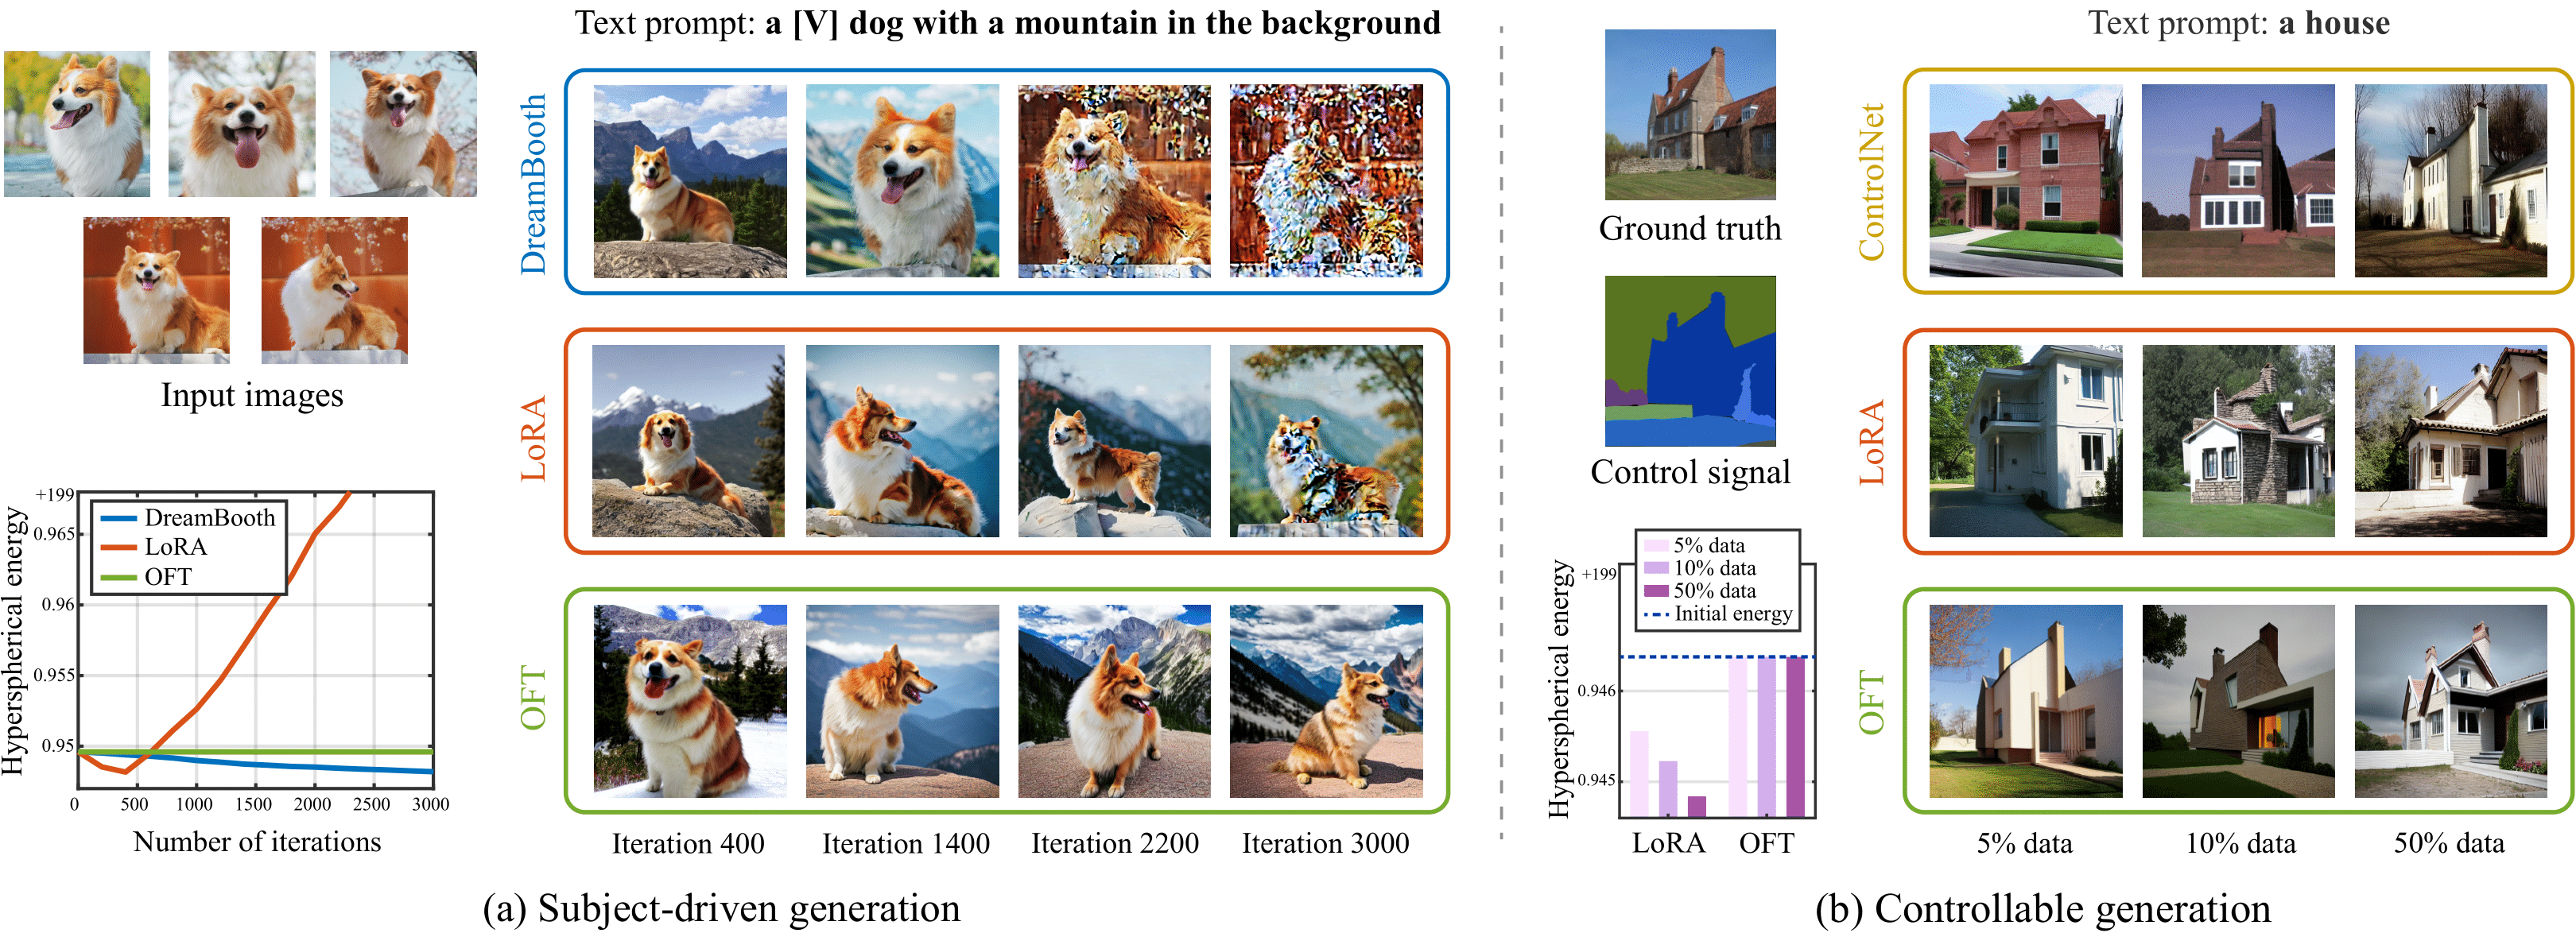 Text prompt: a [V] dog with a mountain in the background
Input images
DreamBooth
LoRA
OFT
Iteration 400
Iteration 1400
Iteration 2200
Iteration 3000
Hyperspherical energy
+199
0.965
0.96
0.955
0.95
DreamBooth
LoRA
OFT
0
500
1000
1500
2000
2500
3000
Number of iterations
(a) Subject-driven generation
Text prompt: a house
Ground truth
Control signal
ControlNet
LoRA
OFT
5% data
10% data
50% data
Hyperspherical energy
+199
0.946
0.945
5% data
10% data
50% data
Initial energy
LoRA
OFT
(b) Controllable generation